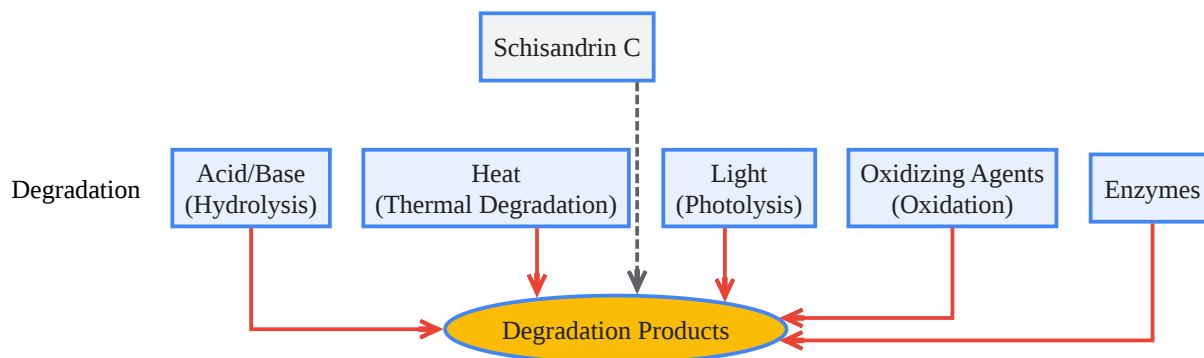 Schisandrin C
Degradation
Acid/Base
(Hydrolysis)
Heat
(Thermal Degradation)
Light
(Photolysis)
Oxidizing Agents
(Oxidation)
Enzymes
Degradation Products